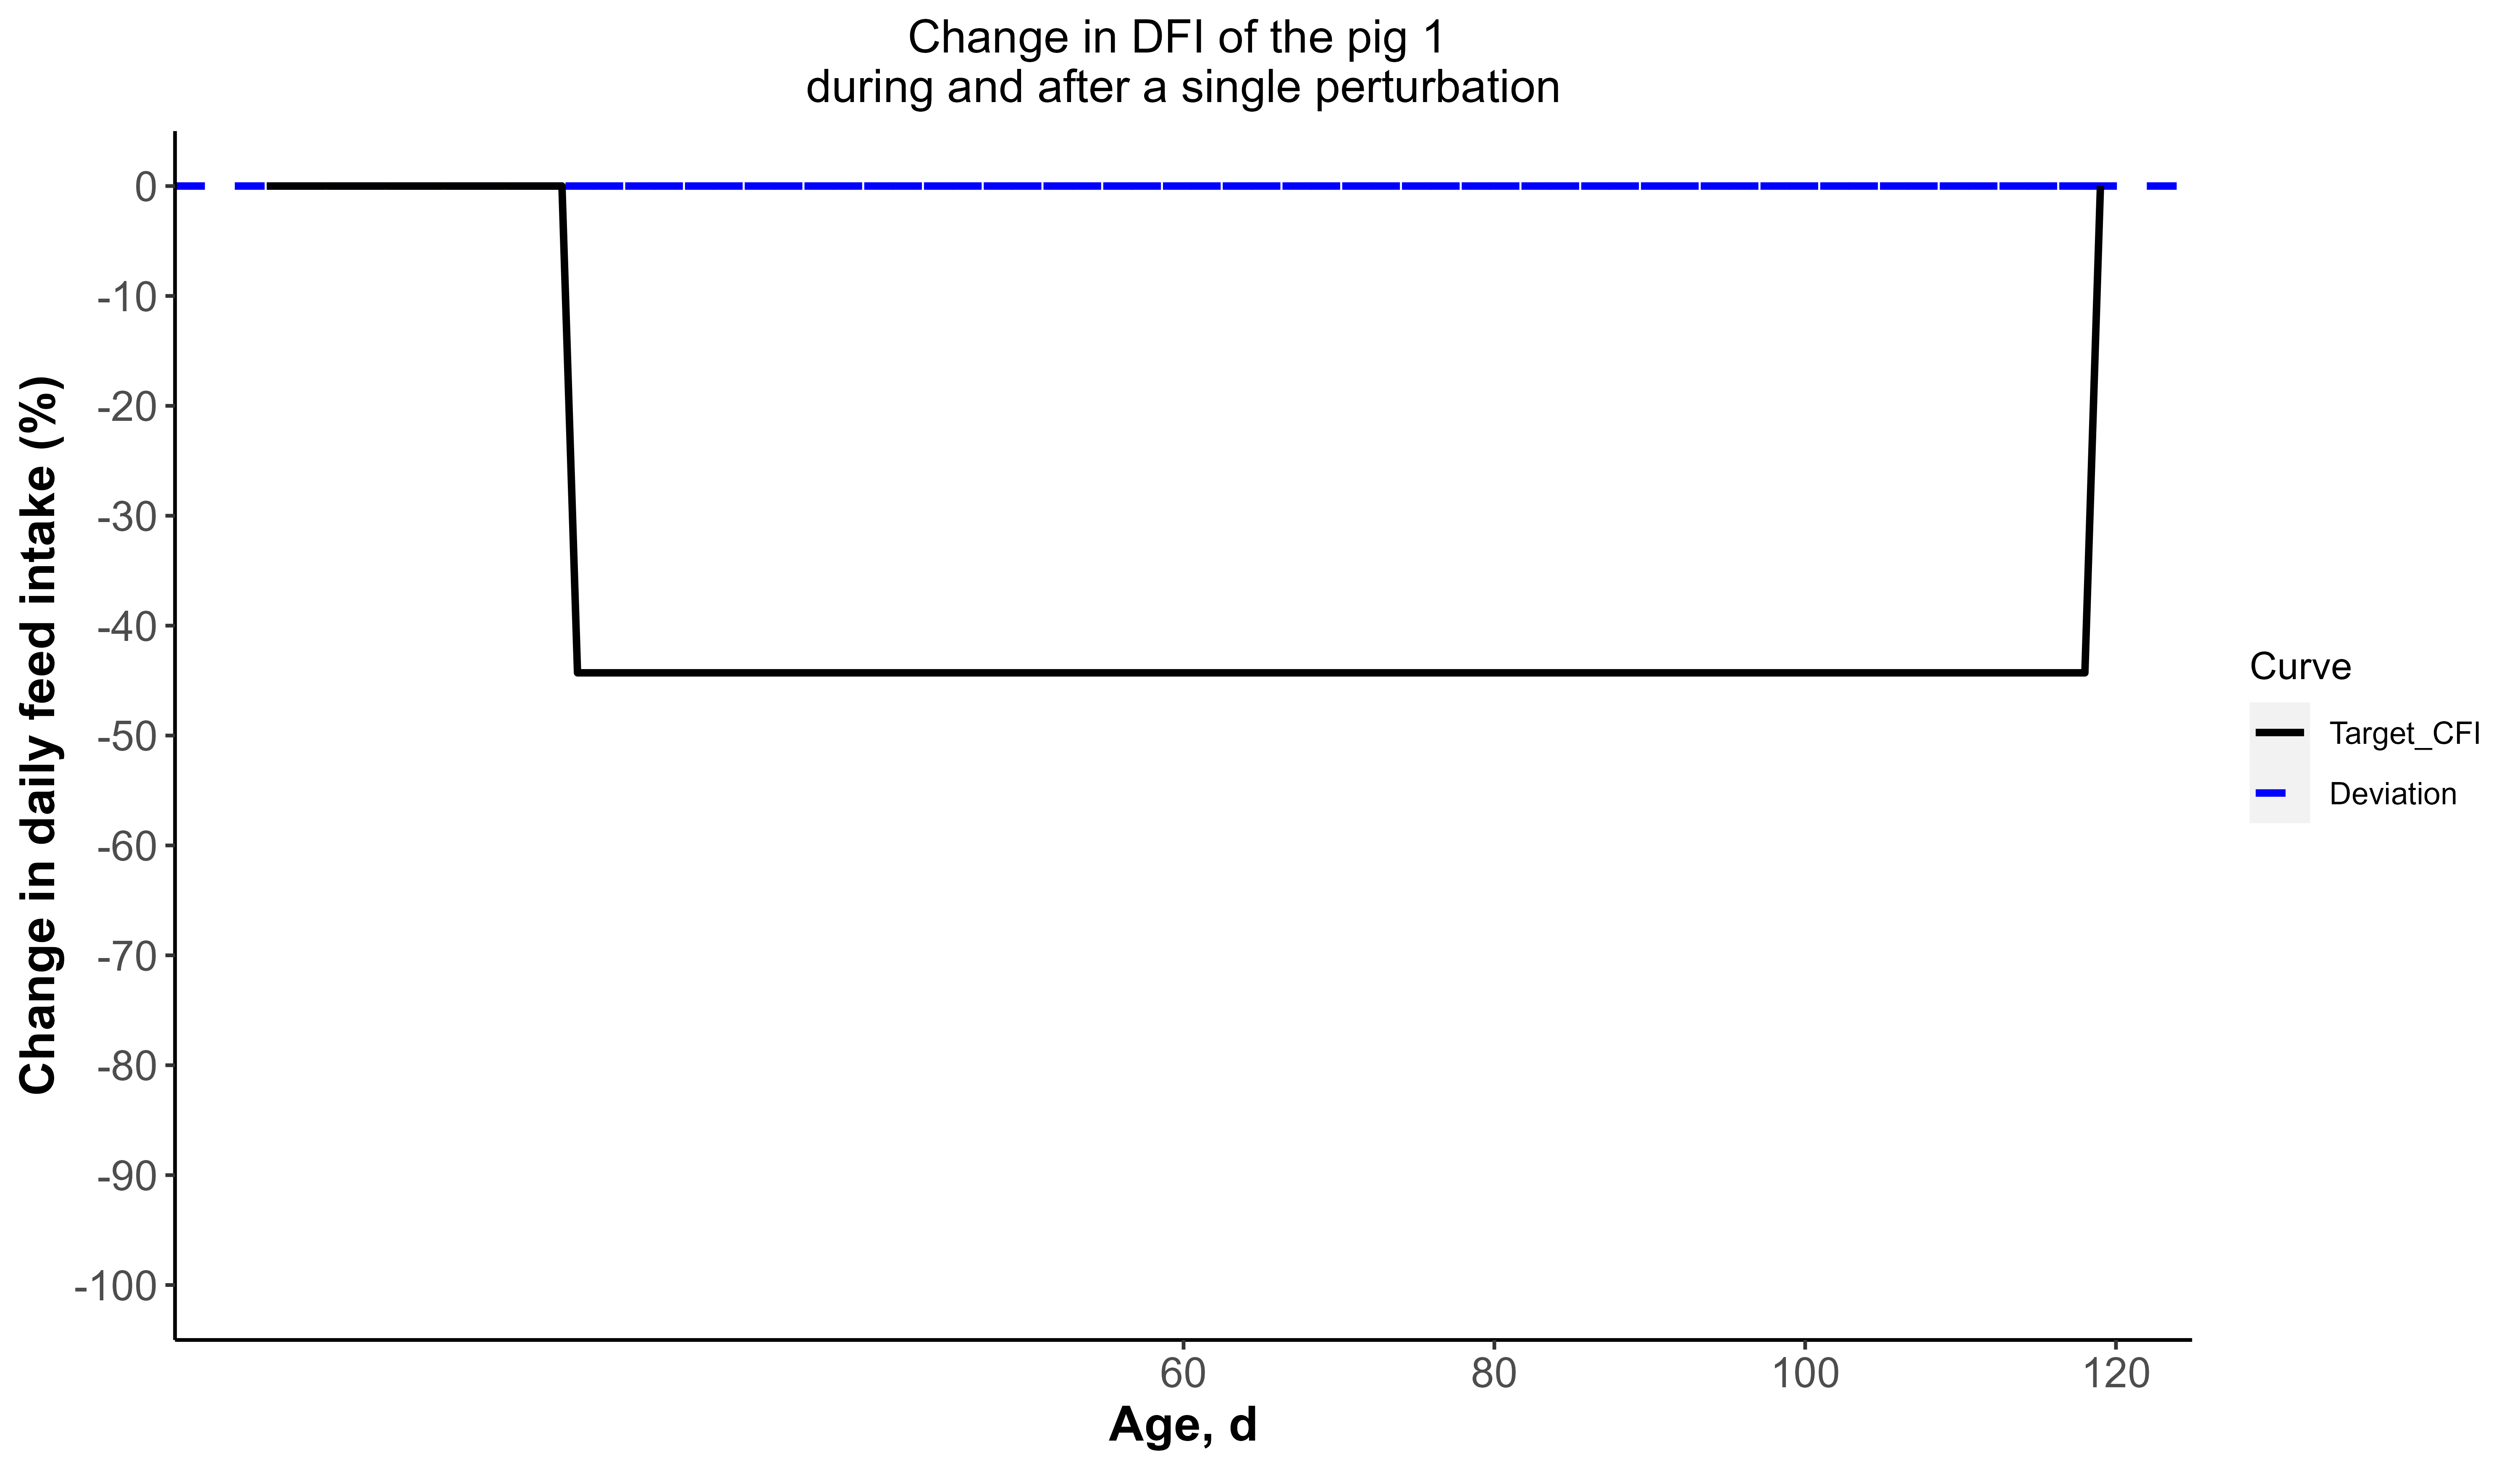 Change in DFI of the pig 1
during and after a single perturbation
Change in daily feed intake (%)
0
-10
-20
-30
-40
-50
-60
-70
-80
-90
-100
60
80
100
120
Age, d
Curve
Target_CFI
Deviation